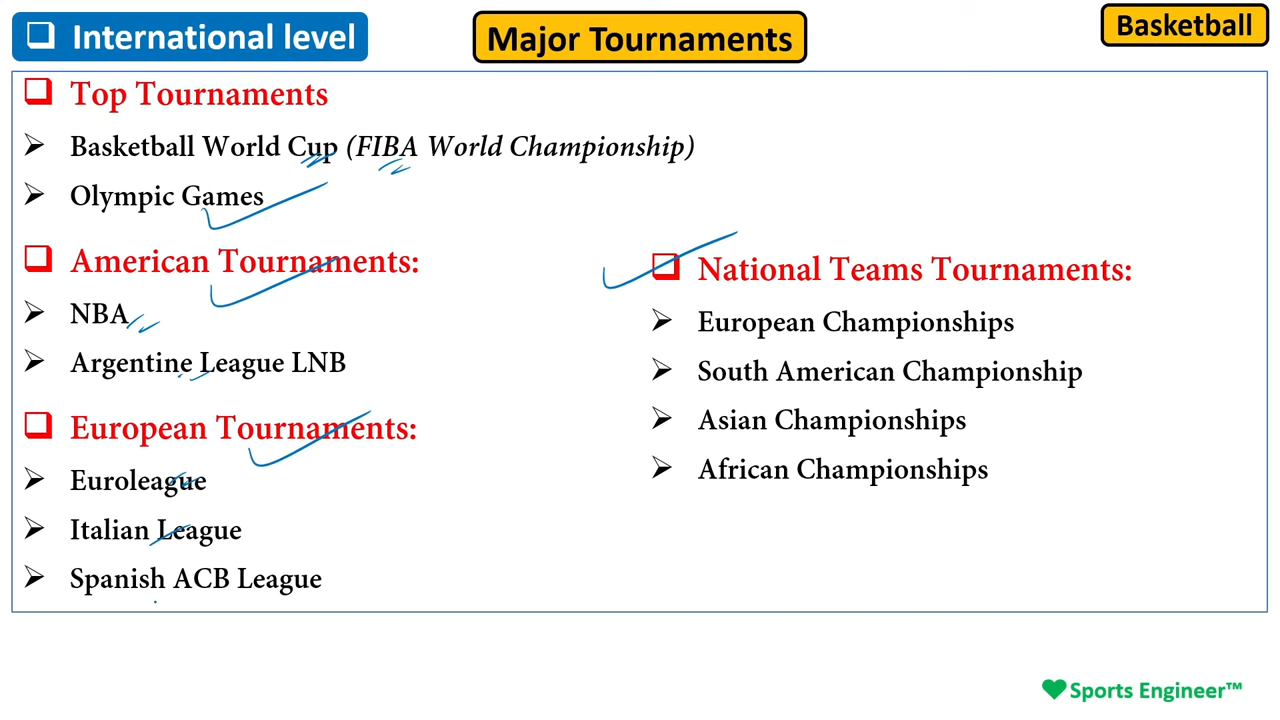 International level
Major Tournaments
Basketball
Top Tournaments
Basketball World Cup (FIBA World Championship)
Olympic Games
American Tournaments:
NBA
Argentine League LNB
European Tournaments:
Euroleague
Italian League
Spanish ACB League
National Teams Tournaments:
European Championships
South American Championship
Asian Championships
African Championships
Sports Engineer™